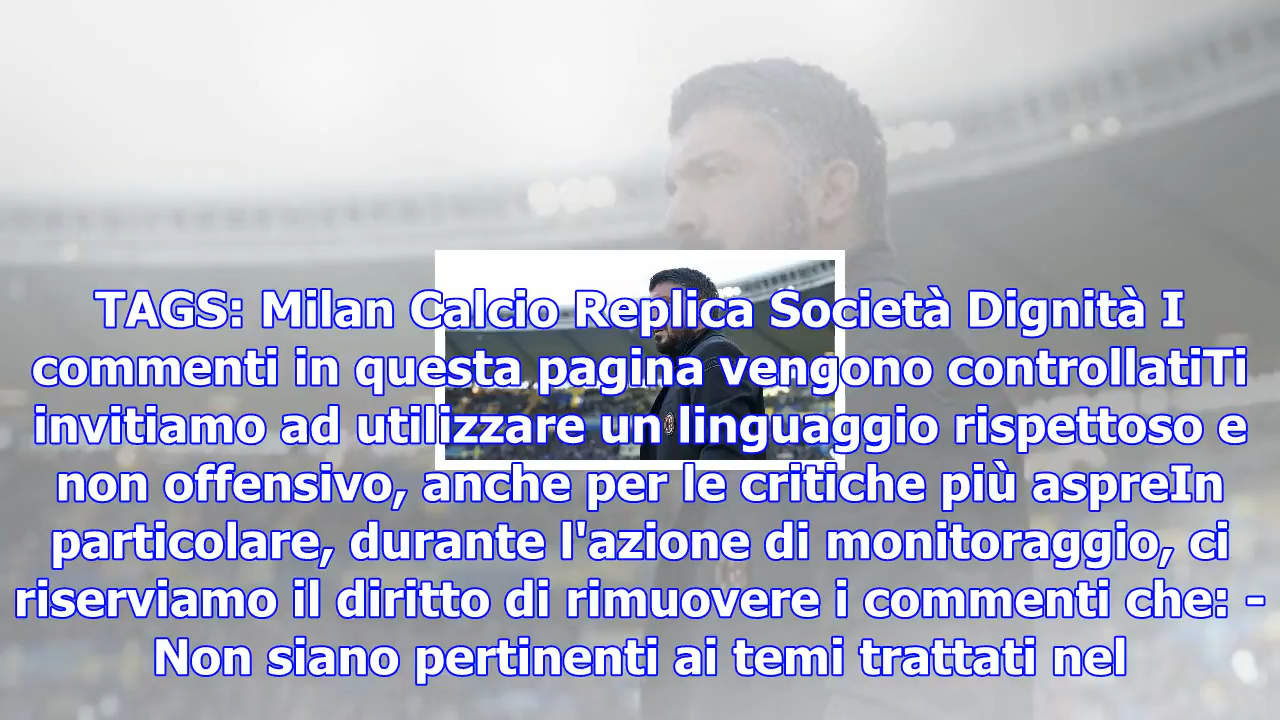 TAGS: Milan Calcio Replica Società Dignità I
commenti in questa pagina vengono controllatiTi
invitiamo ad utilizzare un linguaggio rispettoso e
non offensivo, anche per le critiche più aspreIn
particolare, durante l'azione di monitoraggio, ci
riserviamo il diritto di rimuovere i commenti che: -
Non siano pertinenti ai temi trattati nel